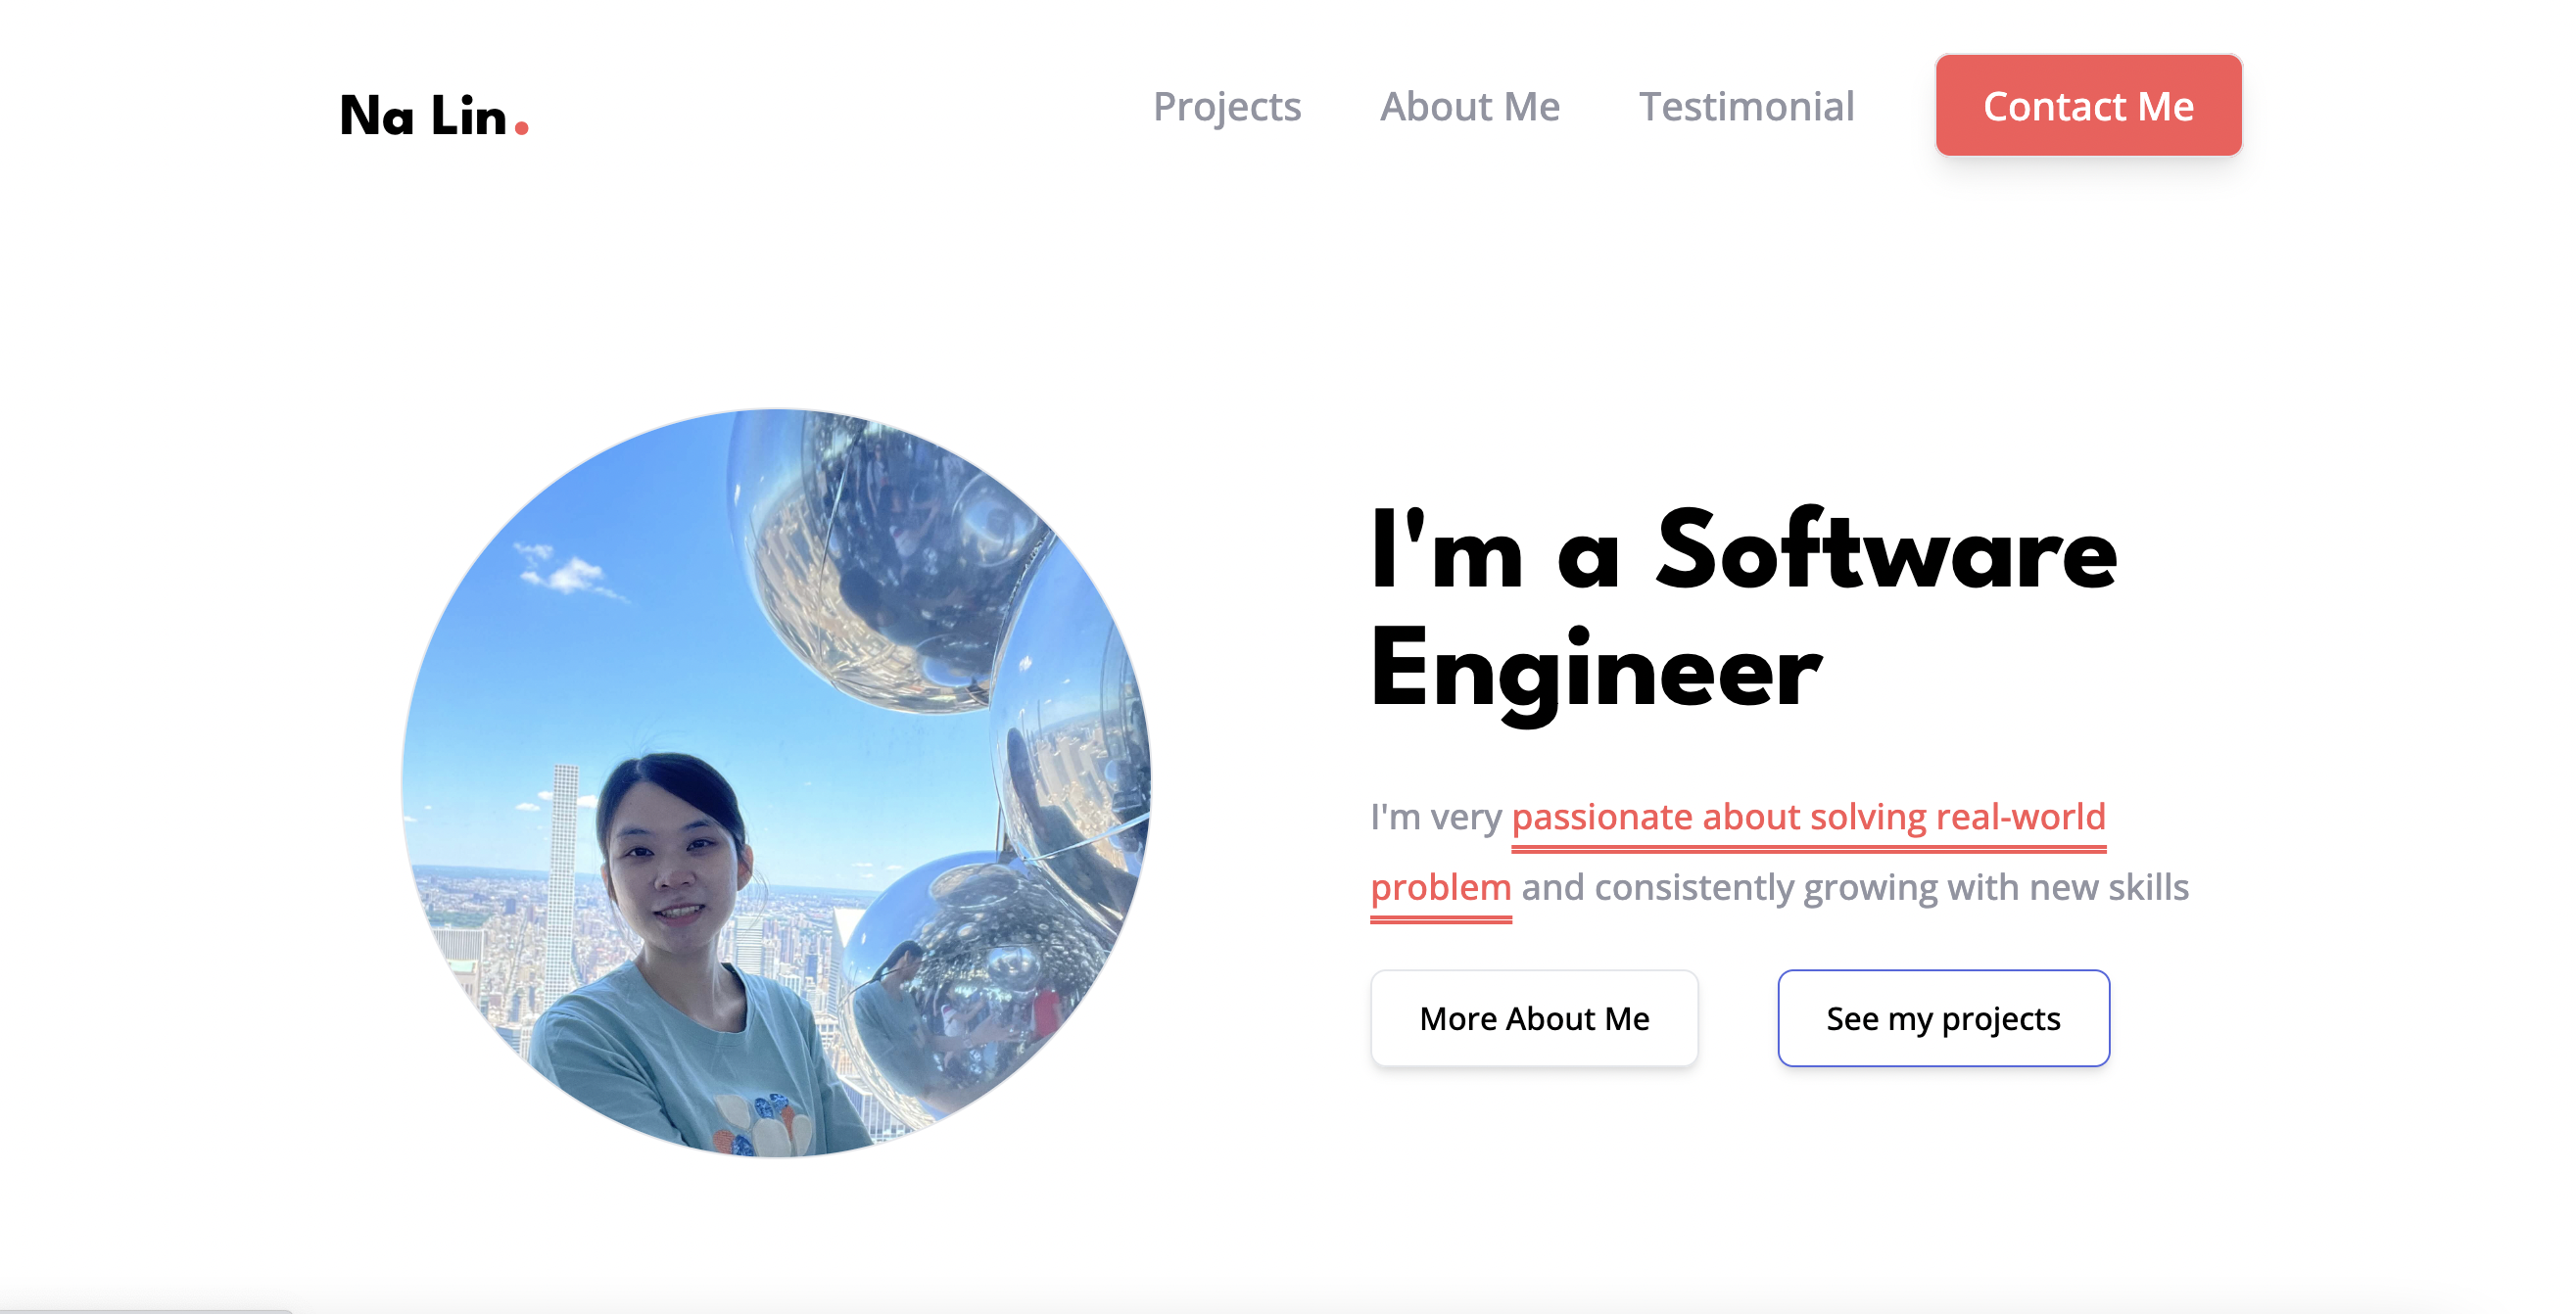 Na Lin.
Projects
About Me
Testimonial
Contact Me
I'm a Software
Engineer
I'm very passionate about solving real-world
problem and consistently growing with new skills
More About Me
See my projects